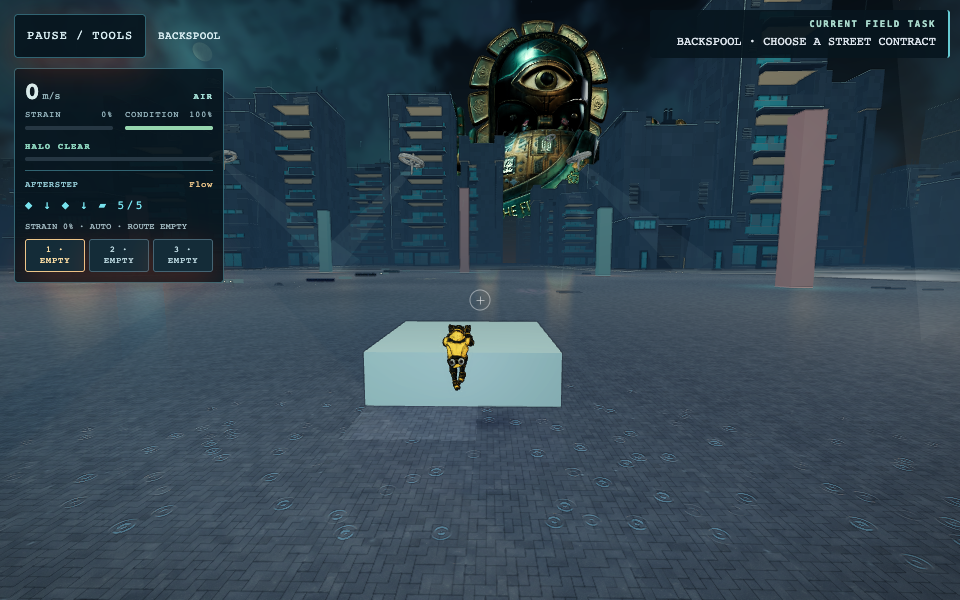 PAUSE / TOOLS
BACKSPOOL
CURRENT FIELD TASK
BACKSPOOL · CHOOSE A STREET CONTRACT
0 m/s
AIR
STRAIN 0%
CONDITION 100%
HALO CLEAR
AFTERSTEP
Flow
5/5
STRAIN 0% · AUTO · ROUTE EMPTY
1 ·
EMPTY
2 ·
EMPTY
3 ·
EMPTY